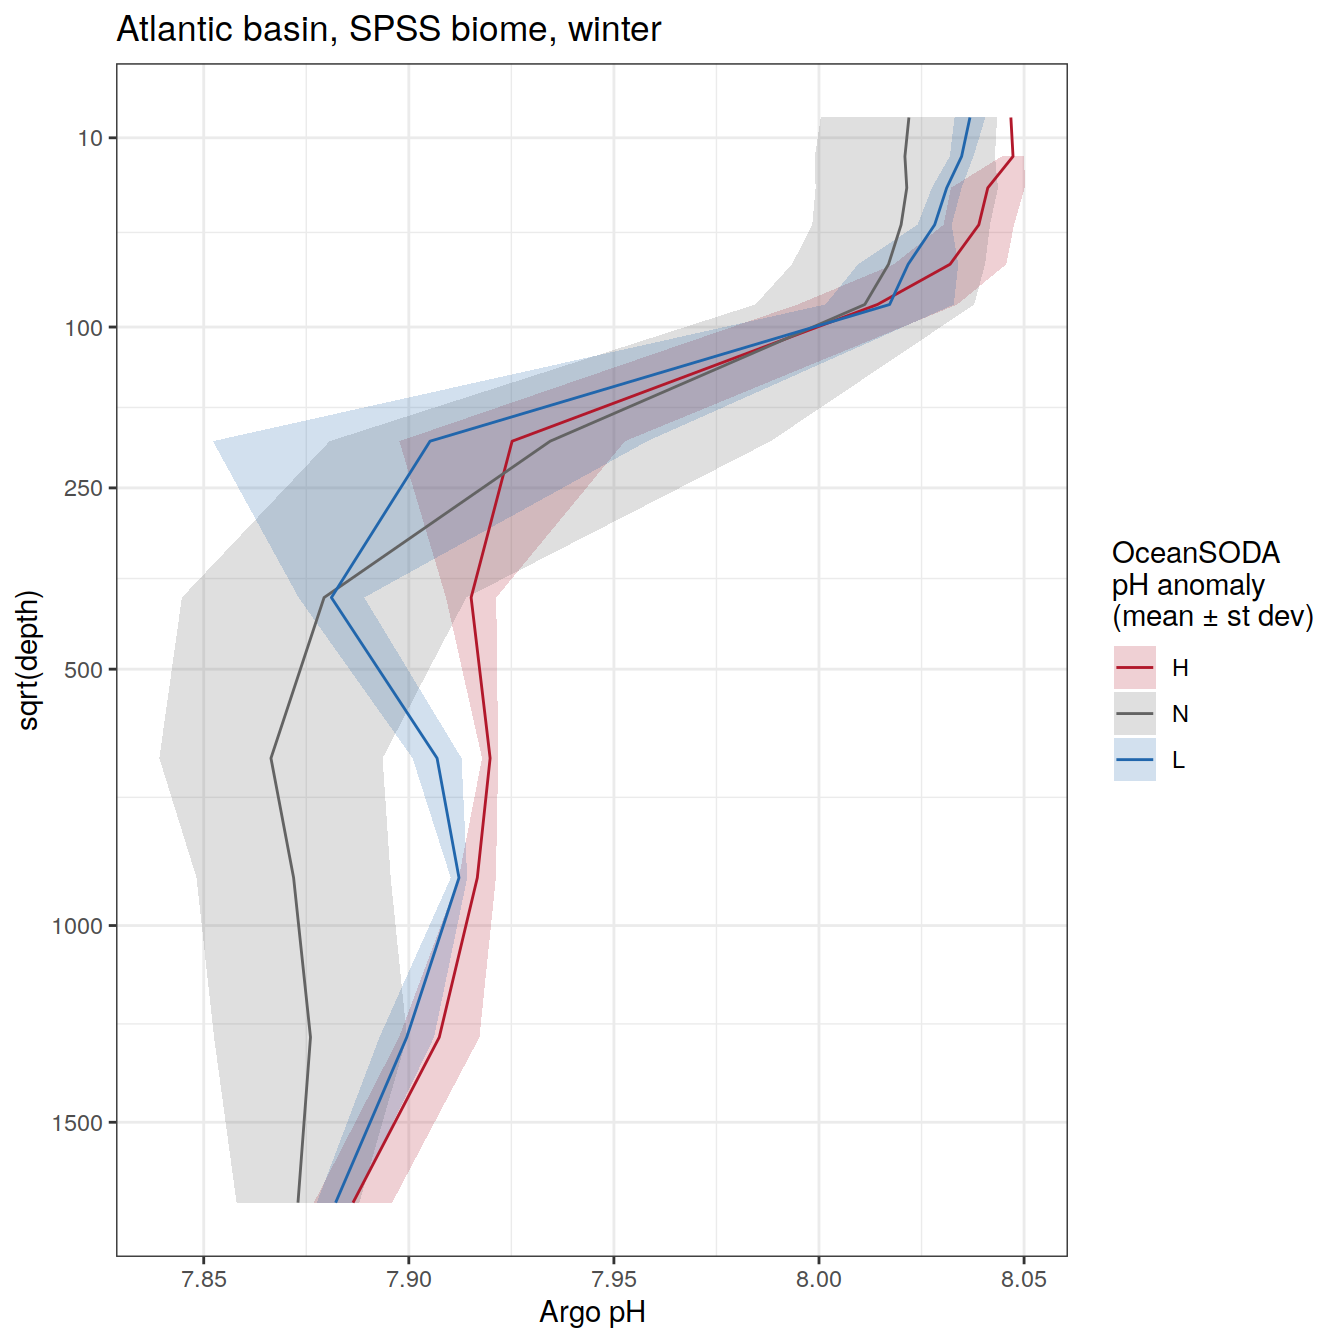 Atlantic basin, SPSS biome, winter
10
100
250
500
1000
1500
sqrt(depth)
7.85
7.90
7.95
8.00
8.05
Argo pH
OceanSODA
pH anomaly
(mean ± st dev)
H
N
L